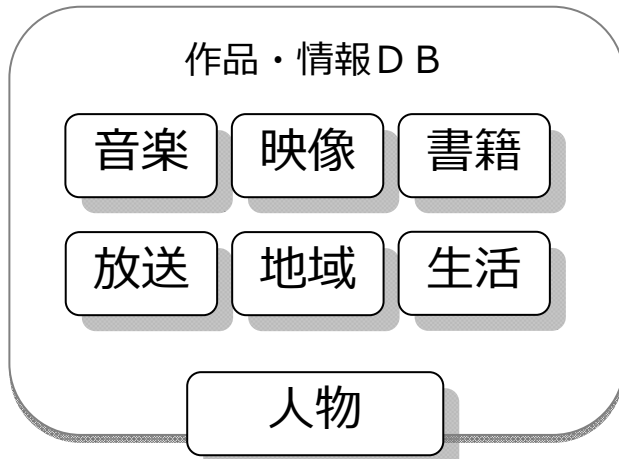 作品・情報ＤＢ
音楽 映像 書籍
放送 地域 生活
人物